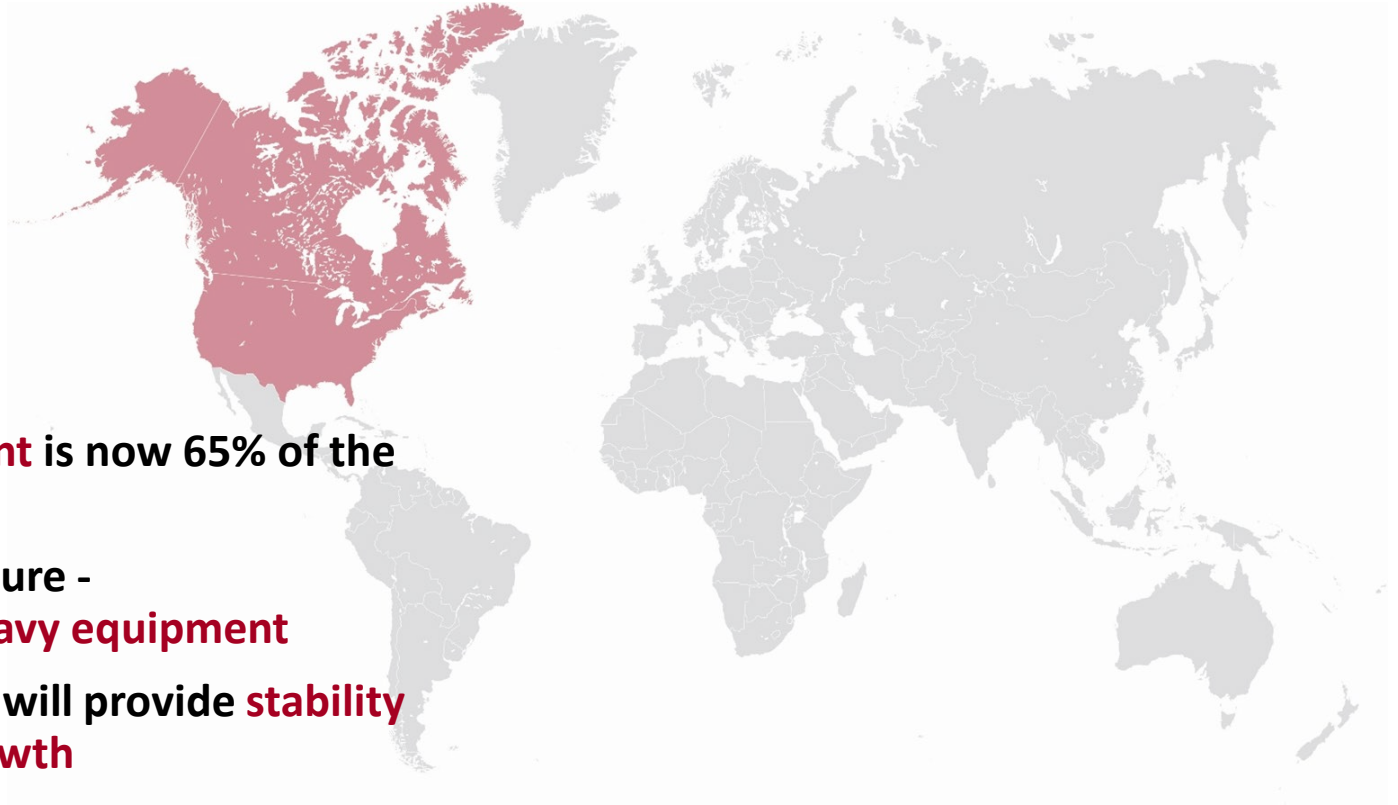 nt is now 65% of the
ure -
avy equipment
will provide stability
wth